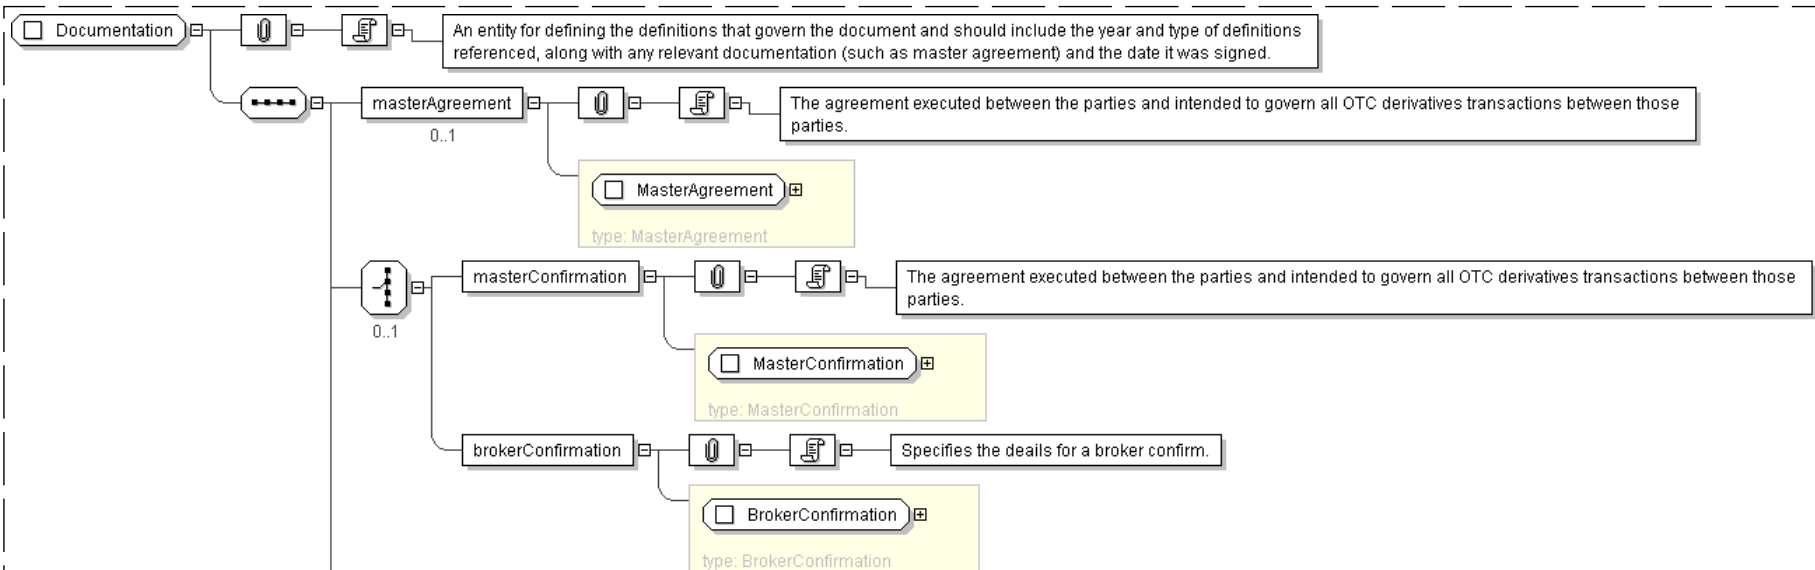 Documentation
An entity for defining the definitions that govern the document and should include the year and type of definitions
referenced, along with any relevant documentation (such as master agreement) and the date it was signed.
masterAgreement
0..1
The agreement executed between the parties and intended to govern all OTC derivatives transactions between those
parties.
MasterAgreement
type: MasterAgreement
0..1
masterConfirmation
The agreement executed between the parties and intended to govern all OTC derivatives transactions between those
parties.
MasterConfirmation
type: MasterConfirmation
brokerConfirmation
Specifies the deails for a broker confirm.
BrokerConfirmation
type: BrokerConfirmation